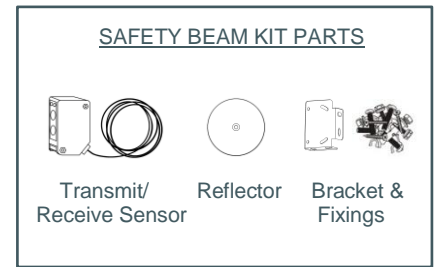 SAFETY BEAM KIT PARTS
Transmit/ Reflector Bracket &
Receive Sensor Fixings